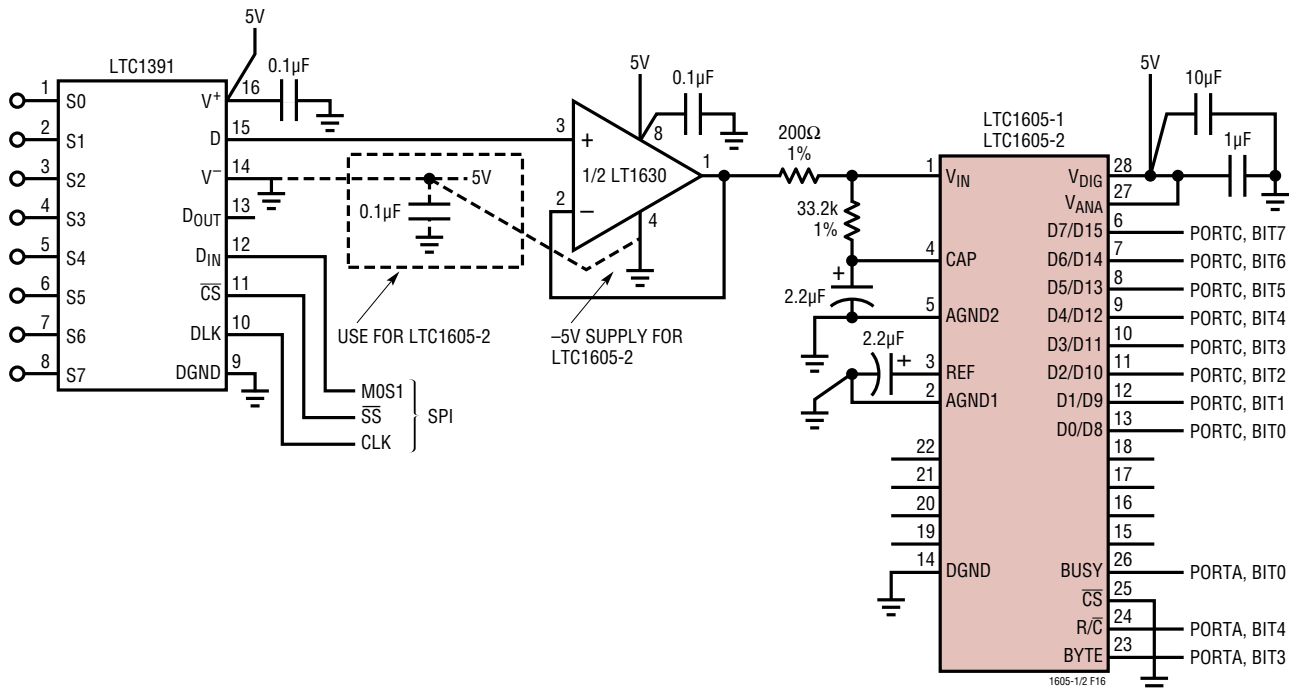 5V
LTC1391
0.1µF
1 S0
2 S1
3 S2
4 S3
5 S4
6 S5
7 S6
8 S7
V+ 16
D 15
V– 14
DOUT 13
DIN 12
CS 11
DLK 10
DGND 9
5V
0.1µF
USE FOR LTC1605-2
M0S1
SS
CLK
SPI
5V
0.1µF
3 +
8
1/2 LT1630
1
2 –
4
–5V SUPPLY FOR
LTC1605-2
200Ω
1%
33.2k
1%
+
2.2µF
2.2µF
+
LTC1605-1
LTC1605-2
1 VIN
4 CAP
5 AGND2
3 REF
2 AGND1
22
21
20
19
14 DGND
5V
10µF
1µF
VDIG 28
VANA 27
D7/D15 6 PORTC, BIT7
D6/D14 7 PORTC, BIT6
D5/D13 8 PORTC, BIT5
D4/D12 9 PORTC, BIT4
D3/D11 10 PORTC, BIT3
D2/D10 11 PORTC, BIT2
D1/D9 12 PORTC, BIT1
D0/D8 13 PORTC, BIT0
18
17
16
15
BUSY 26 PORTA, BIT0
CS 25
R/C 24 PORTA, BIT4
BYTE 23 PORTA, BIT3
1605-1/2 F16